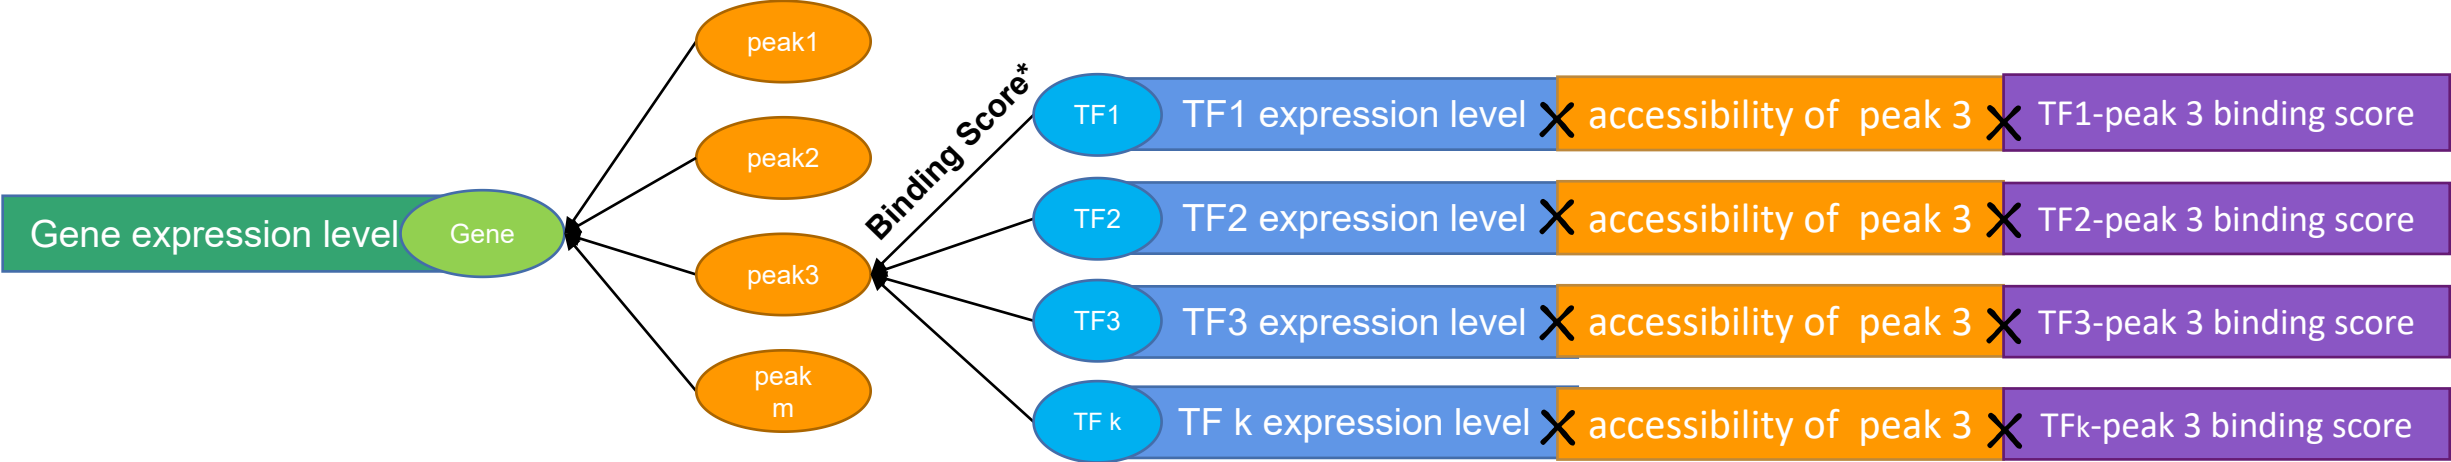 Gene expression level
Gene
peak1
peak2
peak3
peak
m
Binding Score*
TF1
TF1 expression level
accessibility of peak 3
TF1-peak 3 binding score
TF2
TF2 expression level
accessibility of peak 3
TF2-peak 3 binding score
TF3
TF3 expression level
accessibility of peak 3
TF3-peak 3 binding score
TF k
TF k expression level
accessibility of peak 3
TFk-peak 3 binding score